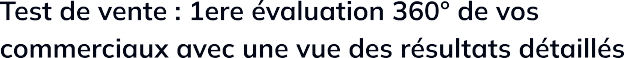 Test de vente : 1ere évaluation 360° de vos
commerciaux avec une vue des résultats détaillés